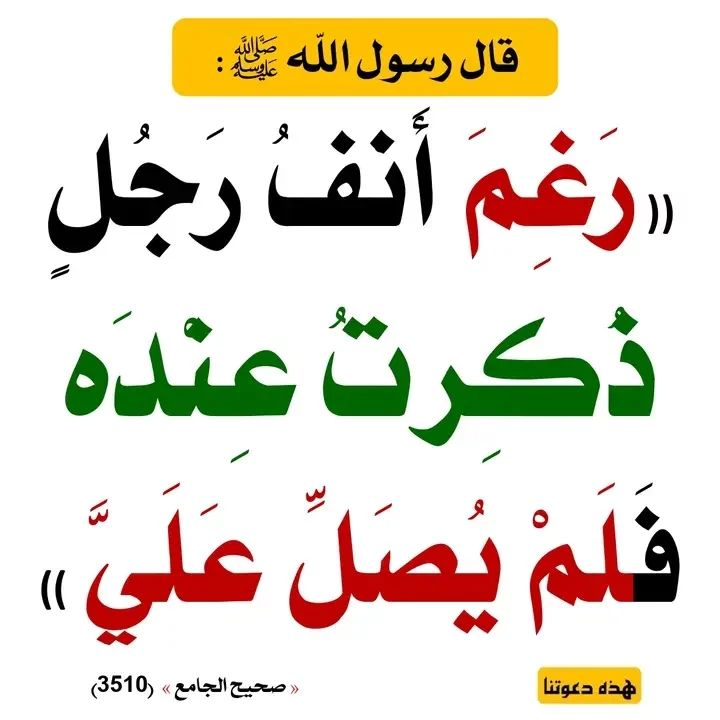 قال رسول الله ﷺ :
(( رَغِمَ أَنفُ رَجُلٍ
ذُكِرتُ عِنْدَه
فَلَمْ يُصَلِّ عَلَيَّ ))
« صحيح الجامع » (3510)
هذه دعوتنا